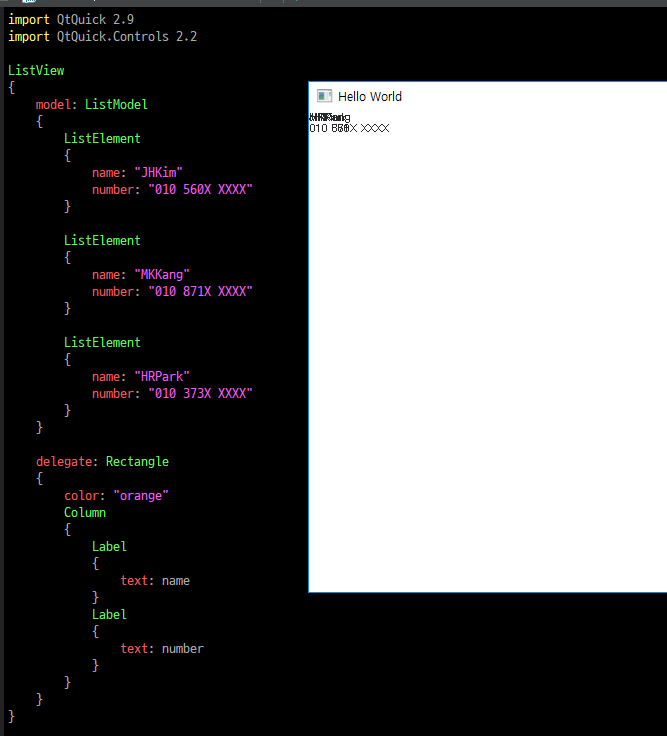 import QtQuick 2.9
import QtQuick.Controls 2.2
ListView
{
model: ListModel
{
ListElement
{
name: "JHKim"
number: "010 560X XXXX"
}
ListElement
{
name: "MKKang"
number: "010 871X XXXX"
}
ListElement
{
name: "HRPark"
number: "010 373X XXXX"
}
}
delegate: Rectangle
{
color: "orange"
Column
{
Label
{
text: name
}
Label
{
text: number
}
}
}
}
Hello World
010 XXXX